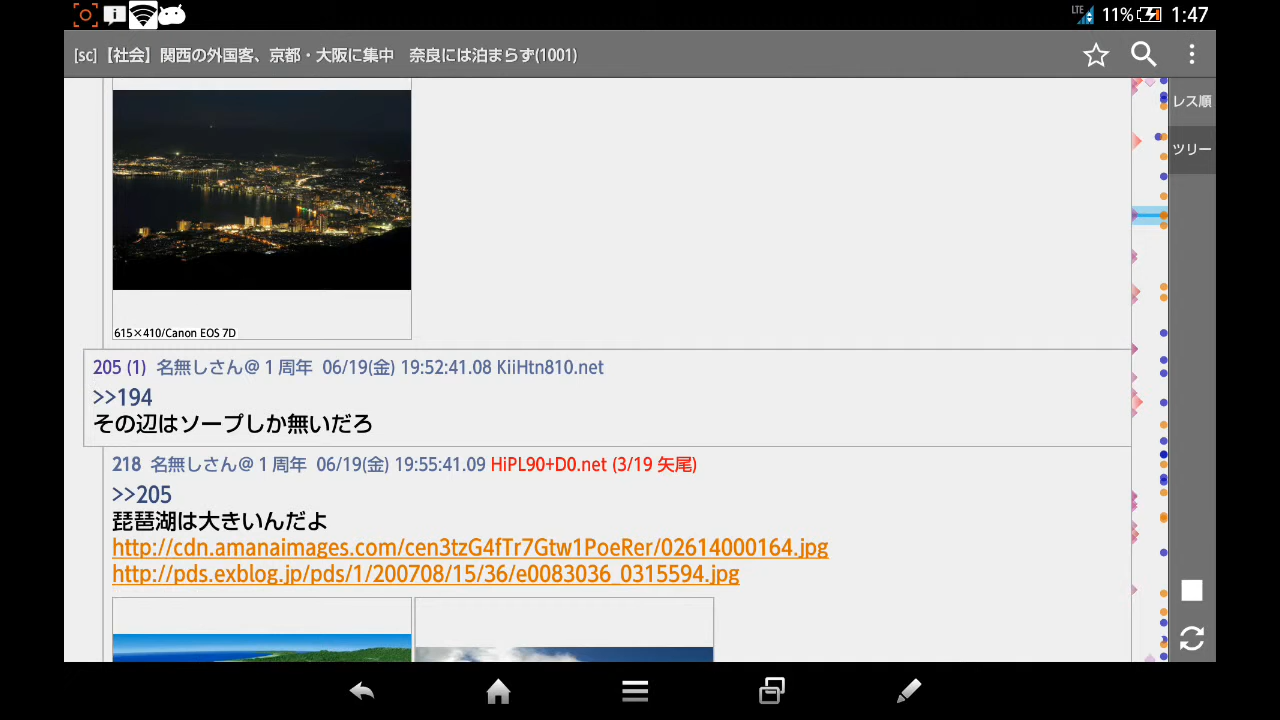 LTE 11% 1:47
[sc]【社会】関西の外国客、京都・大阪に集中　奈良には泊まらず(1001)
レス順
ツリー
615×410/Canon EOS 7D
205 (1) 名無しさん＠１周年 06/19(金) 19:52:41.08 KiiHtn810.net
>>194
その辺はソープしか無いだろ
218 名無しさん＠１周年 06/19(金) 19:55:41.09 HiPL90+D0.net (3/19 矢尾)
>>205
琵琶湖は大きいんだよ
http://cdn.amanaimages.com/cen3tzG4fTr7Gtw1PoeRer/02614000164.jpg
http://pds.exblog.jp/pds/1/200708/15/36/e0083036_0315594.jpg